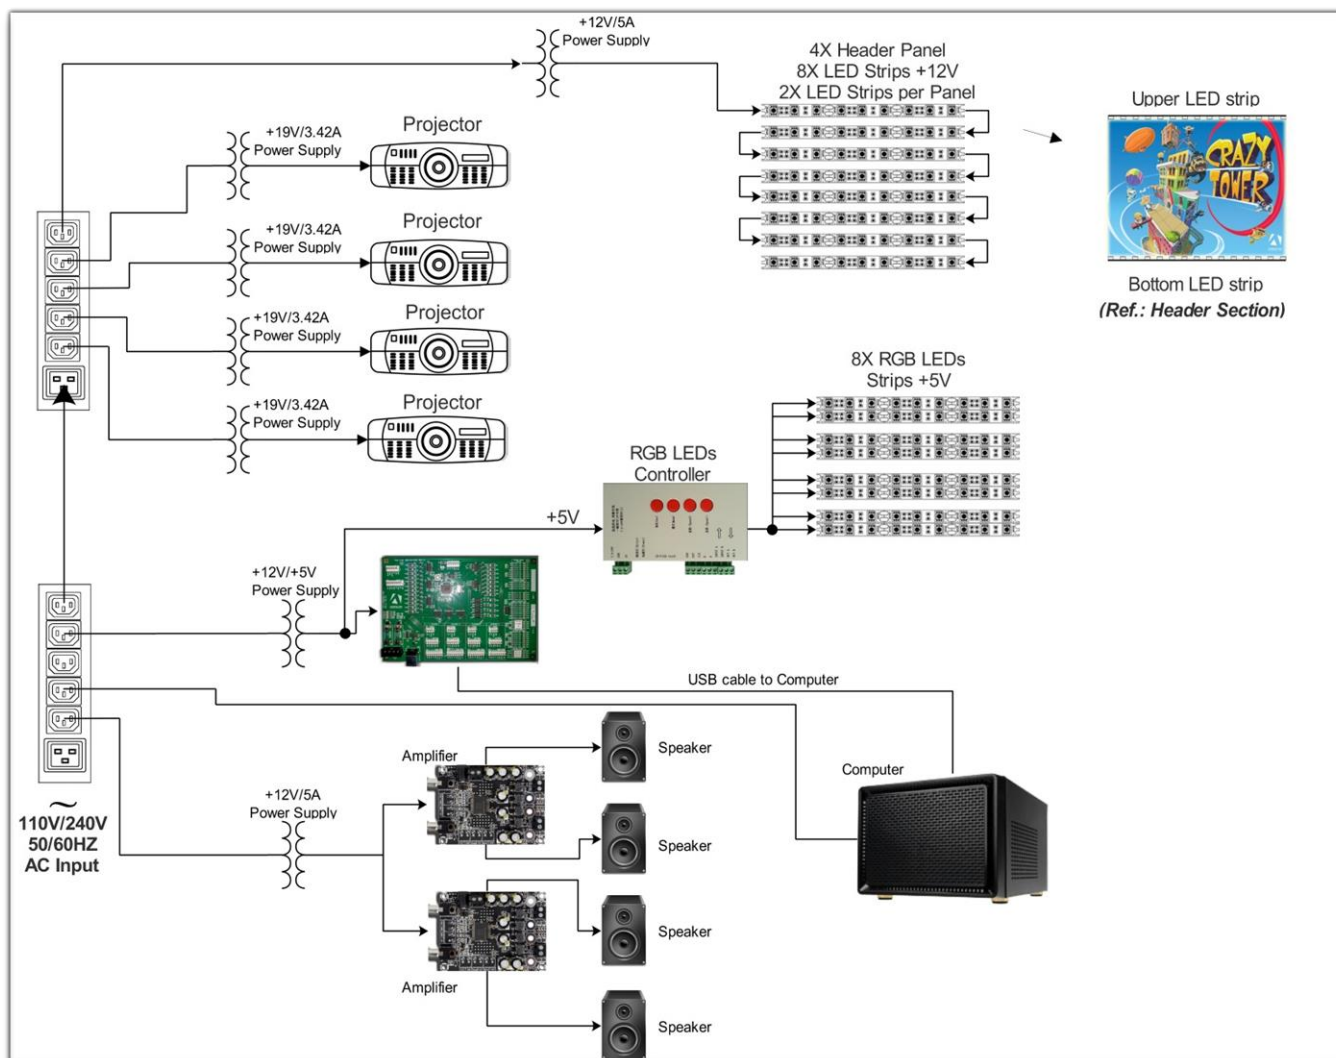 +12V/5A
Power Supply
4X Header Panel
8X LED Strips +12V
2X LED Strips per Panel
Upper LED strip
CRAZY
TOWER
Bottom LED strip
(Ref.: Header Section)
+19V/3.42A
Power Supply
Projector
+19V/3.42A
Power Supply
Projector
+19V/3.42A
Power Supply
Projector
+19V/3.42A
Power Supply
Projector
8X RGB LEDs
Strips +5V
RGB LEDs
Controller
+5V
+12V/+5V
Power Supply
USB cable to Computer
Amplifier
Speaker
Computer
+12V/5A
Power Supply
~
110V/240V
50/60HZ
AC Input
Speaker
Speaker
Amplifier
Speaker